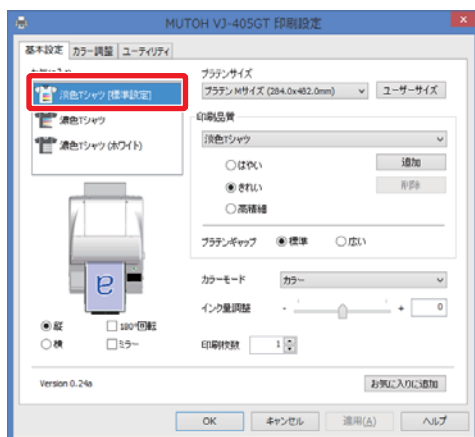 MUTOH VJ-405GT 印刷設定
基本設定 カラー調整 ユーティリティ
淡色Tシャツ [標準設定]
濃色Tシャツ
濃色Tシャツ (ホワイト)
a
縦 180°回転
横 ミラー
Version 0.24a
プラテンサイズ
プラテン Mサイズ (284.0x482.0mm) ユーザーサイズ
印刷品質
淡色Tシャツ
はやい 追加
きれい 削除
高精細
プラテンギャップ 標準 広い
カラーモード カラー
インク量調整 - + 0
印刷枚数 1
お気に入りに追加
OK キャンセル 適用(A) ヘルプ